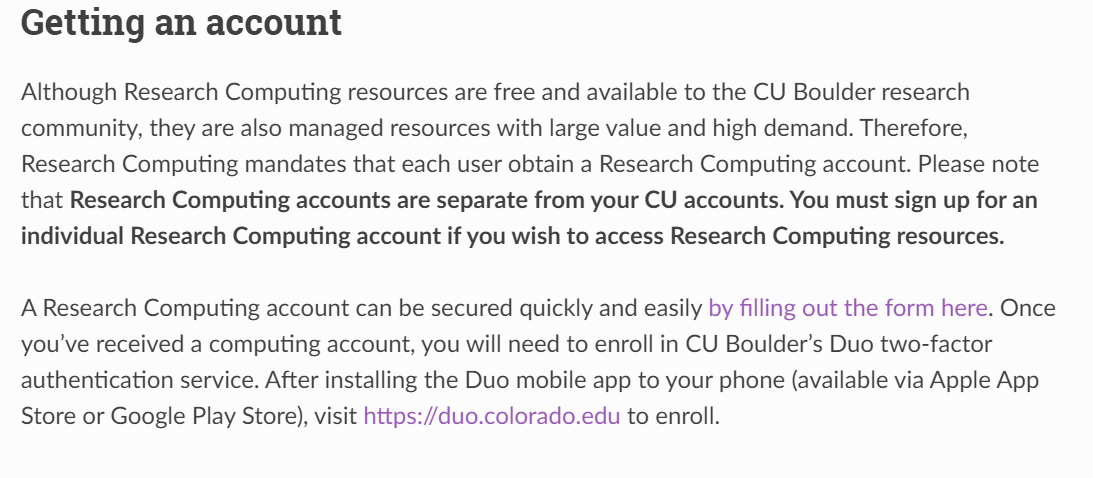 Getting an account
Although Research Computing resources are free and available to the CU Boulder research
community, they are also managed resources with large value and high demand. Therefore,
Research Computing mandates that each user obtain a Research Computing account. Please note
that Research Computing accounts are separate from your CU accounts. You must sign up for an
individual Research Computing account if you wish to access Research Computing resources.
A Research Computing account can be secured quickly and easily by filling out the form here. Once
you’ve received a computing account, you will need to enroll in CU Boulder’s Duo two-factor
authentication service. After installing the Duo mobile app to your phone (available via Apple App
Store or Google Play Store), visit https://duo.colorado.edu to enroll.